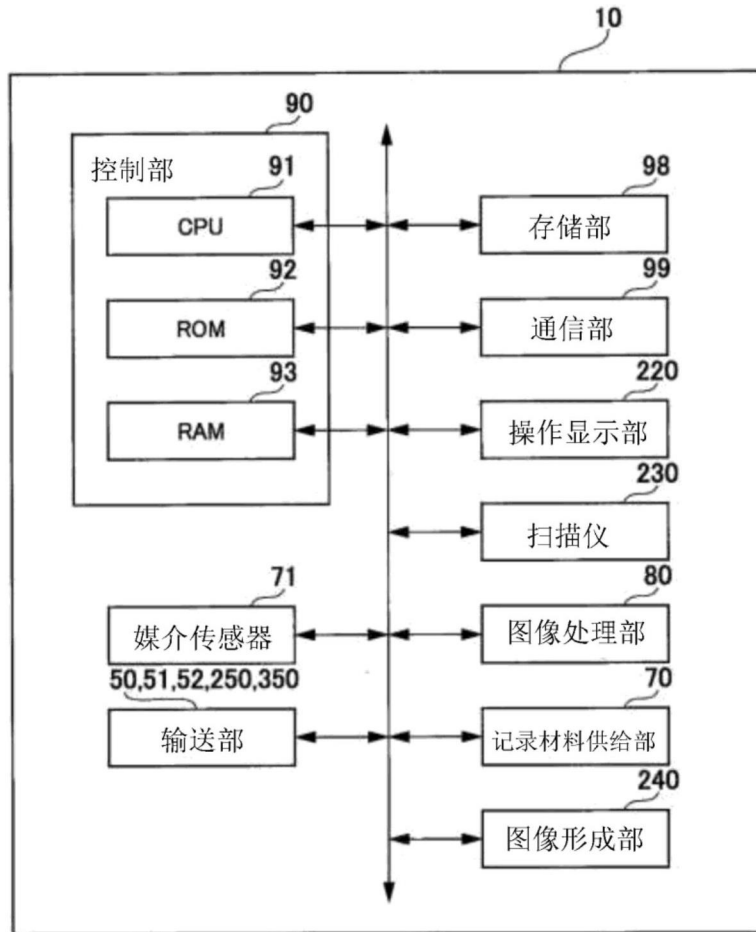 10
90
控制部
91
CPU
92
ROM
93
RAM
98
存储部
99
通信部
220
操作显示部
230
扫描仪
71
媒介传感器
80
图像处理部
50,51,52,250,350
输送部
70
记录材料供给部
240
图像形成部